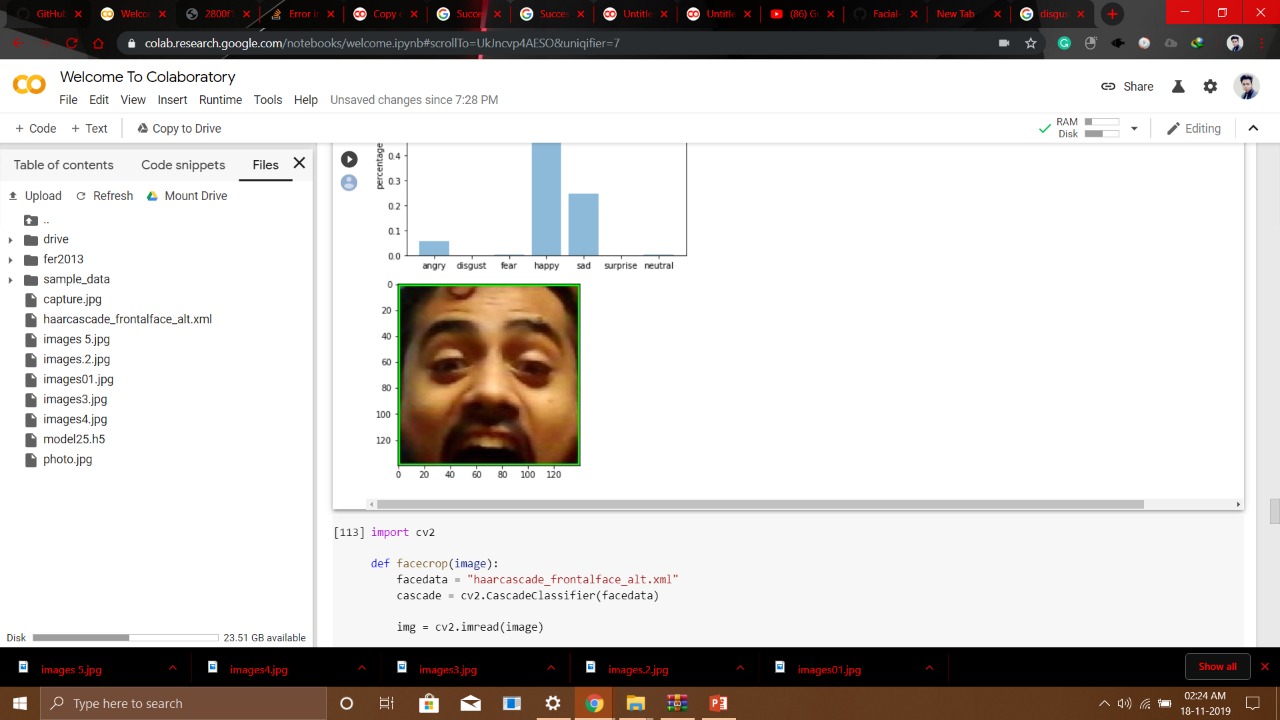 GitHul
Welco
2800f
Error in
Copy o
Succes
Succes
Untitle
Untitle
(86) G
Facial-
New Tab
disgus
colab.research.google.com/notebooks/welcome.ipynb#scrollTo=UkJncvp4AESO&uniqifier=7
Welcome To Colaboratory
File Edit View Insert Runtime Tools Help Unsaved changes since 7:28 PM
Share
+ Code + Text Copy to Drive
RAM
Disk
Editing
Table of contents Code snippets Files
Upload Refresh Mount Drive
..
drive
fer2013
sample_data
capture.jpg
haarcascade_frontalface_alt.xml
images 5.jpg
images.2.jpg
images01.jpg
images3.jpg
images4.jpg
model25.h5
photo.jpg
Disk 23.51 GB available
percentage
0.4
0.3
0.2
0.1
0.0
angry disgust fear happy sad surprise neutral
0
20
40
60
80
100
120
0 20 40 60 80 100 120
[113] import cv2
def facecrop(image):
facedata = "haarcascade_frontalface_alt.xml"
cascade = cv2.CascadeClassifier(facedata)
img = cv2.imread(image)
images 5.jpg
images4.jpg
images3.jpg
images.2.jpg
images01.jpg
Show all
Type here to search
02:24 AM
18-11-2019